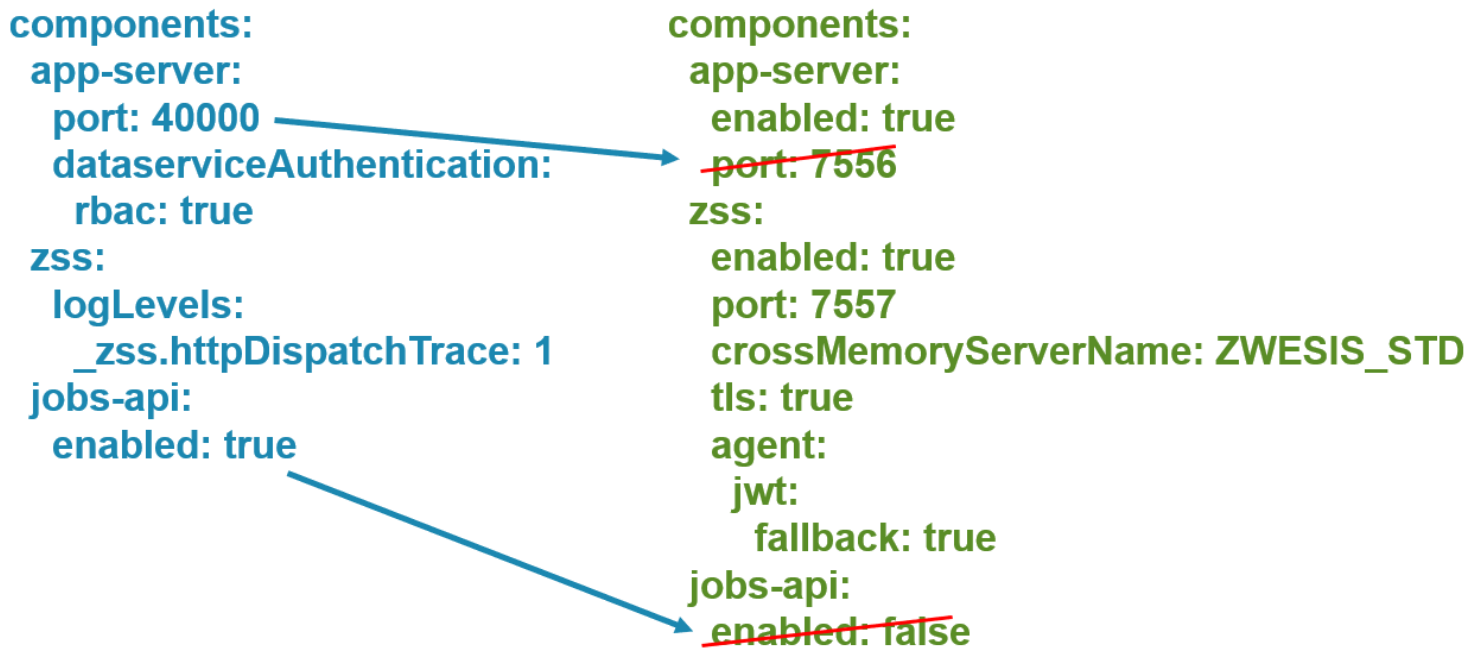 components:
app-server:
port: 40000
dataserviceAuthentication:
rbac: true
zss:
logLevels:
_zss.httpDispatchTrace: 1
jobs-api:
enabled: true
components:
app-server:
enabled: true
port: 7556
zss:
enabled: true
port: 7557
crossMemoryServerName: ZWESIS_STD
tls: true
agent:
jwt:
fallback: true
jobs-api:
enabled: false